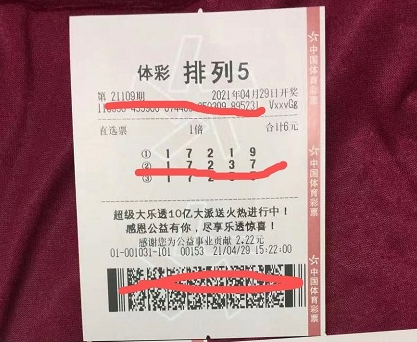 体彩 排列5
第 21109期 2021年04月29日开奖
VxxvGg
直选票 1倍 合计6元
① 1 7 2 1 9
② 1 7 2 3 7
③ 1 7 2
超级大乐透10亿大派送火热进行中！
感恩公益有你，尽享乐透惊喜！
感谢您为公益事业贡献 2.22元
01-001031-101 00153 21/04/29 15:22:00
中国体育彩票
中国体育彩票
中国体育彩票